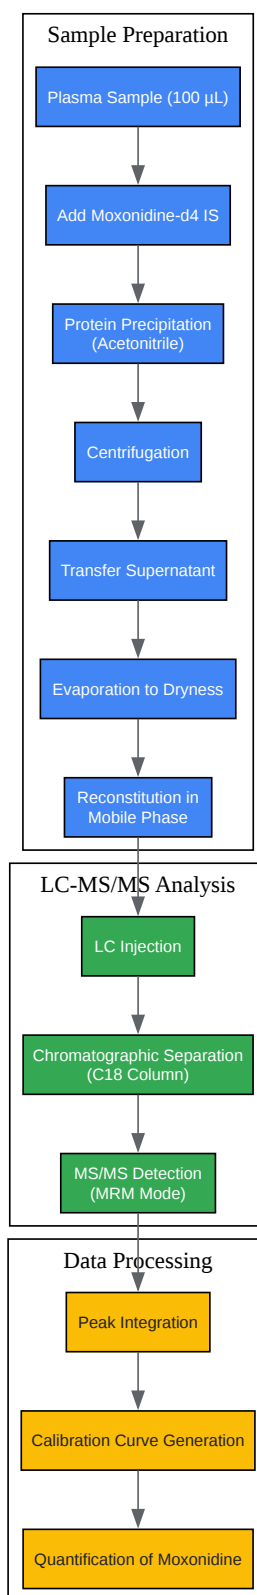 Sample Preparation
Plasma Sample (100 µL)
Add Moxonidine-d4 IS
Protein Precipitation
(Acetonitrile)
Centrifugation
Transfer Supernatant
Evaporation to Dryness
Reconstitution in
Mobile Phase
LC-MS/MS Analysis
LC Injection
Chromatographic Separation
(C18 Column)
MS/MS Detection
(MRM Mode)
Data Processing
Peak Integration
Calibration Curve Generation
Quantification of Moxonidine